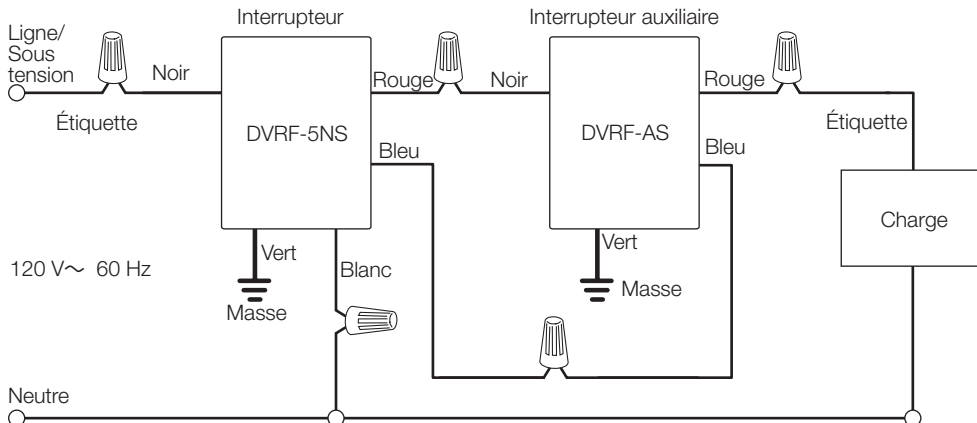 Interrupteur
Interrupteur auxiliaire
Ligne/
Sous
tension
Noir
Étiquette
DVRF-5NS
Rouge
Noir
Bleu
DVRF-AS
Rouge
Bleu
Étiquette
Charge
120 V~ 60 Hz
Vert
Masse
Blanc
Vert
Masse
Neutre